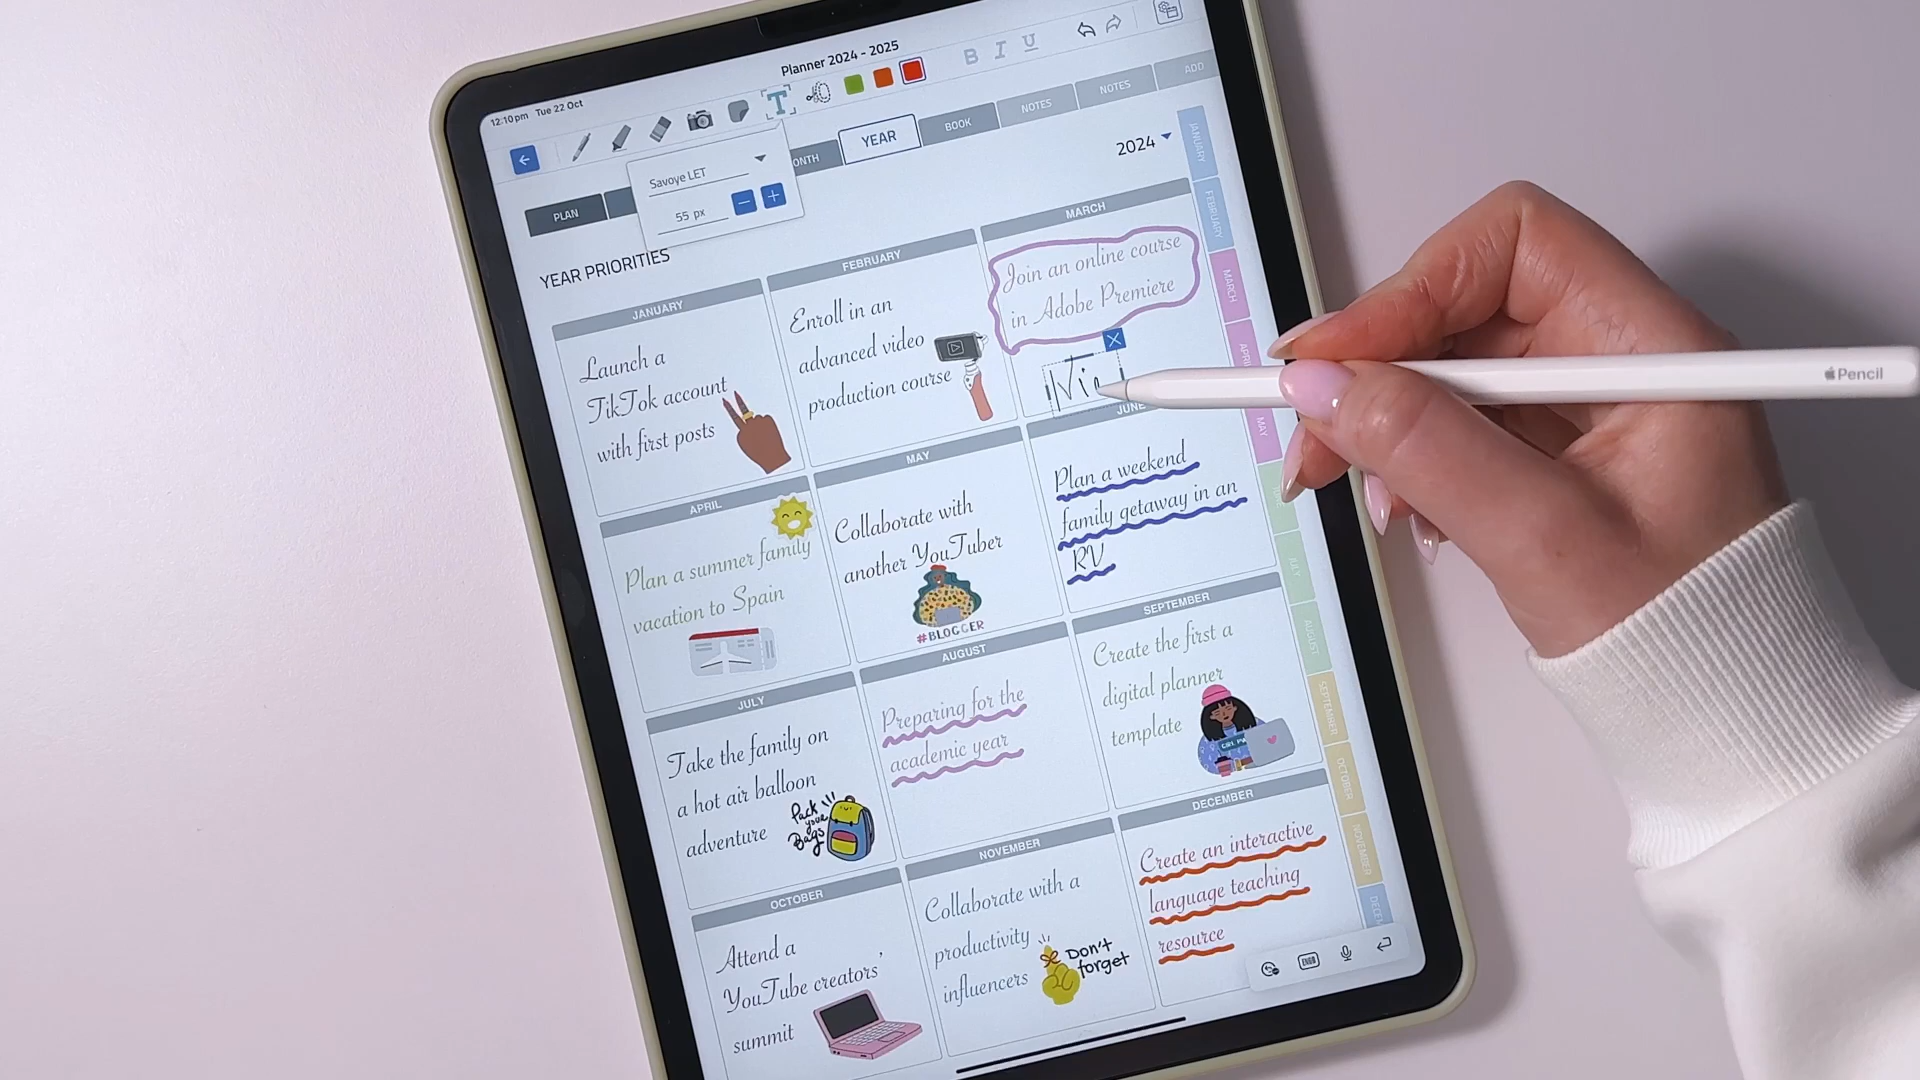 12:10pm Tue 22 Oct
Planner 2024 - 2025
B I U
Savoye LET
55 px
PLAN
ONTH
YEAR
BOOK
NOTES
NOTES
ADD
2024
YEAR PRIORITIES
JANUARY
Launch a
TikTok account
with first posts
FEBRUARY
Enroll in an
advanced video
production course
MARCH
Join an online course
in Adobe Premiere
APRIL
Plan a summer family
vacation to Spain
MAY
Collaborate with
another YouTuber
#BLOGGER
JUNE
Plan a weekend
family getaway in an
RV
JULY
Take the family on
a hot air balloon
adventure
Pack
your
Bags
AUGUST
Preparing for the
academic year
SEPTEMBER
Create the first a
digital planner
template
OCTOBER
Attend a
YouTube creators'
summit
NOVEMBER
Collaborate with a
productivity
influencers
Don't
forget
DECEMBER
Create an interactive
language teaching
resource
JANUARY
FEBRUARY
MARCH
APRI
MAY
JULY
AUGUST
SEPTEMBER
OCTOBER
NOVEMBER
DECEM
Pencil